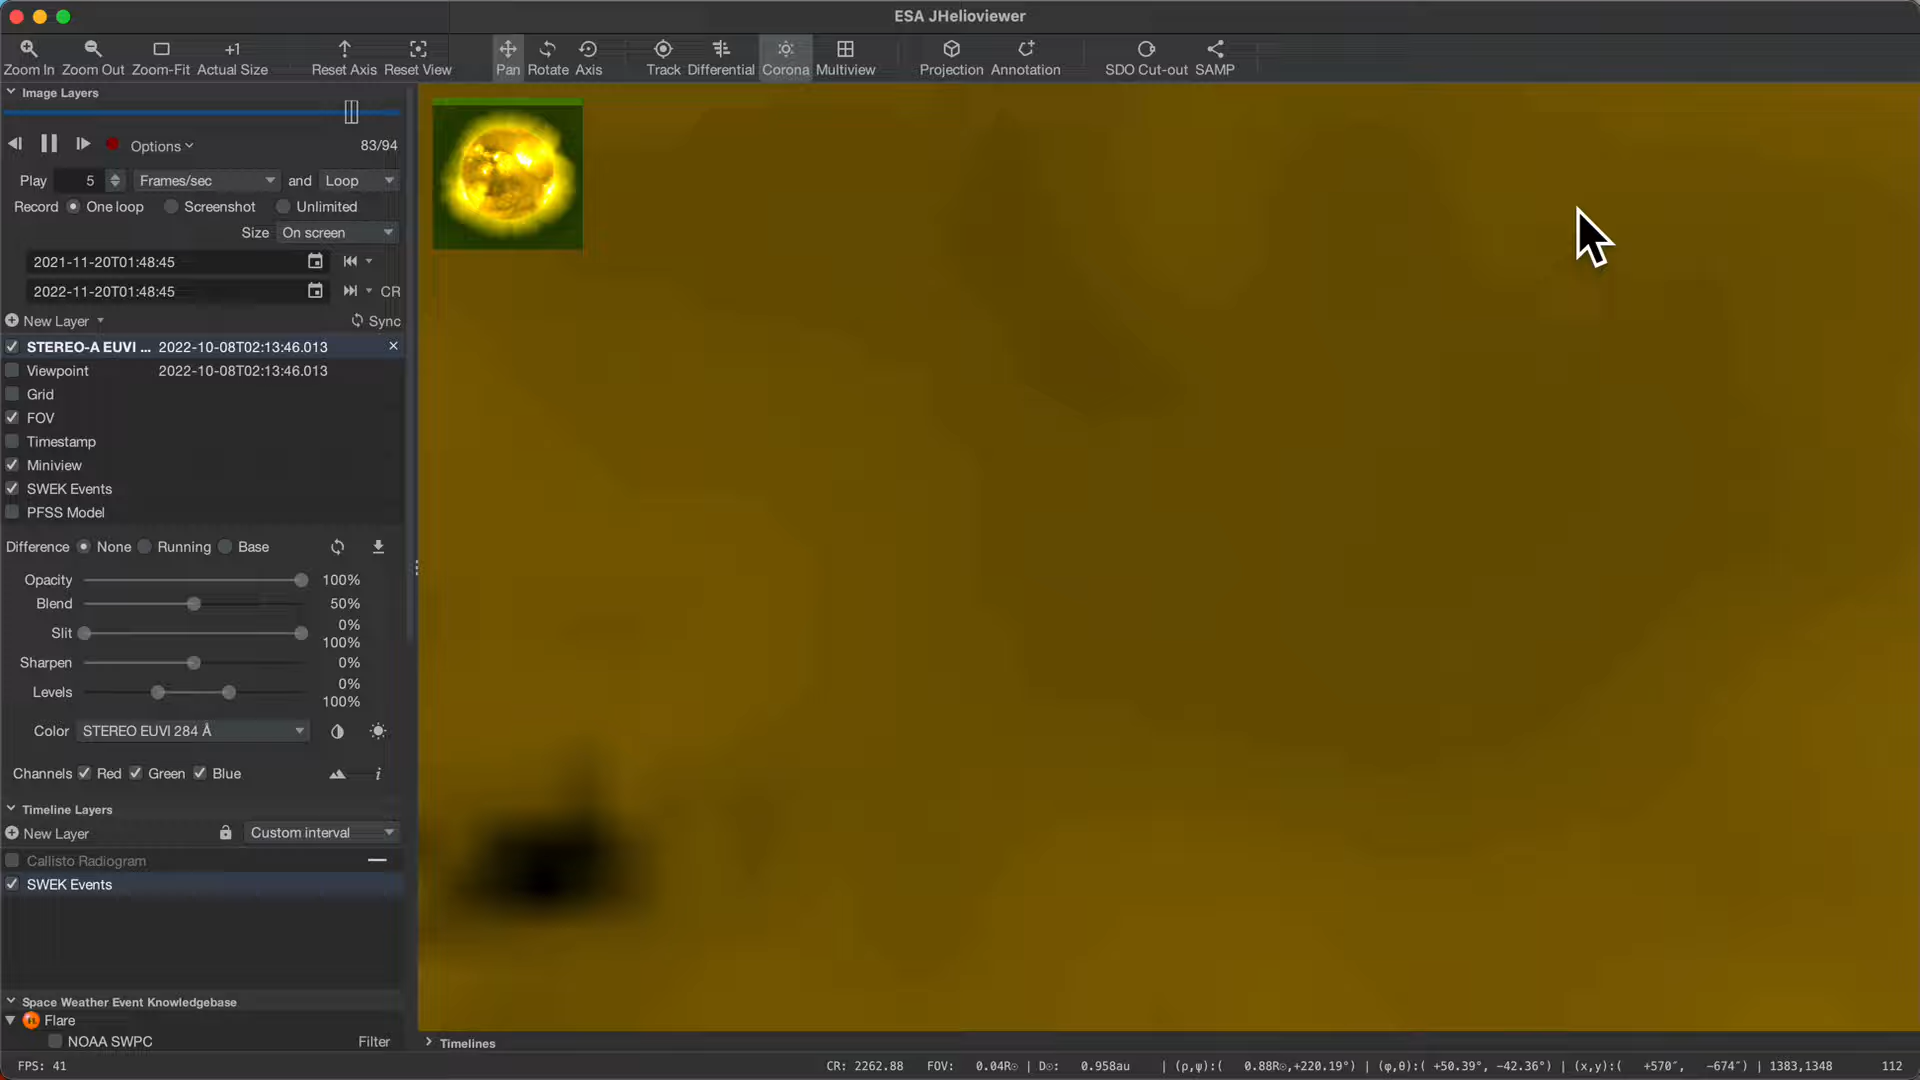 ESA JHelioviewer
Zoom In Zoom Out Zoom-Fit Actual Size Reset Axis Reset View Pan Rotate Axis Track Differential Corona Multiview Projection Annotation SDO Cut-out SAMP
Image Layers
Options 83/94
Play 5 Frames/sec and Loop
Record One loop Screenshot Unlimited
Size On screen
2021-11-20T01:48:45
2022-11-20T01:48:45 CR
New Layer Sync
STEREO-A EUVI ... 2022-10-08T02:13:46.013
Viewpoint 2022-10-08T02:13:46.013
Grid
FOV
Timestamp
Miniview
SWEK Events
PFSS Model
Difference None Running Base
Opacity 100%
Blend 50%
Slit 0%
100%
Sharpen 0%
Levels 0%
100%
Color STEREO EUVI 284 Å
Channels Red Green Blue
Timeline Layers
New Layer Custom interval
Callisto Radiogram
SWEK Events
Space Weather Event Knowledgebase
Flare
NOAA SWPC Filter
Timelines
FPS: 41 CR: 2262.88 FOV: 0.04R☉ | D☉: 0.958au | (ρ,ψ):( 0.88R☉,+220.19°) | (φ,θ):( +50.39°, -42.36°) | (x,y):( +570″, -674″) | 1383,1348 112